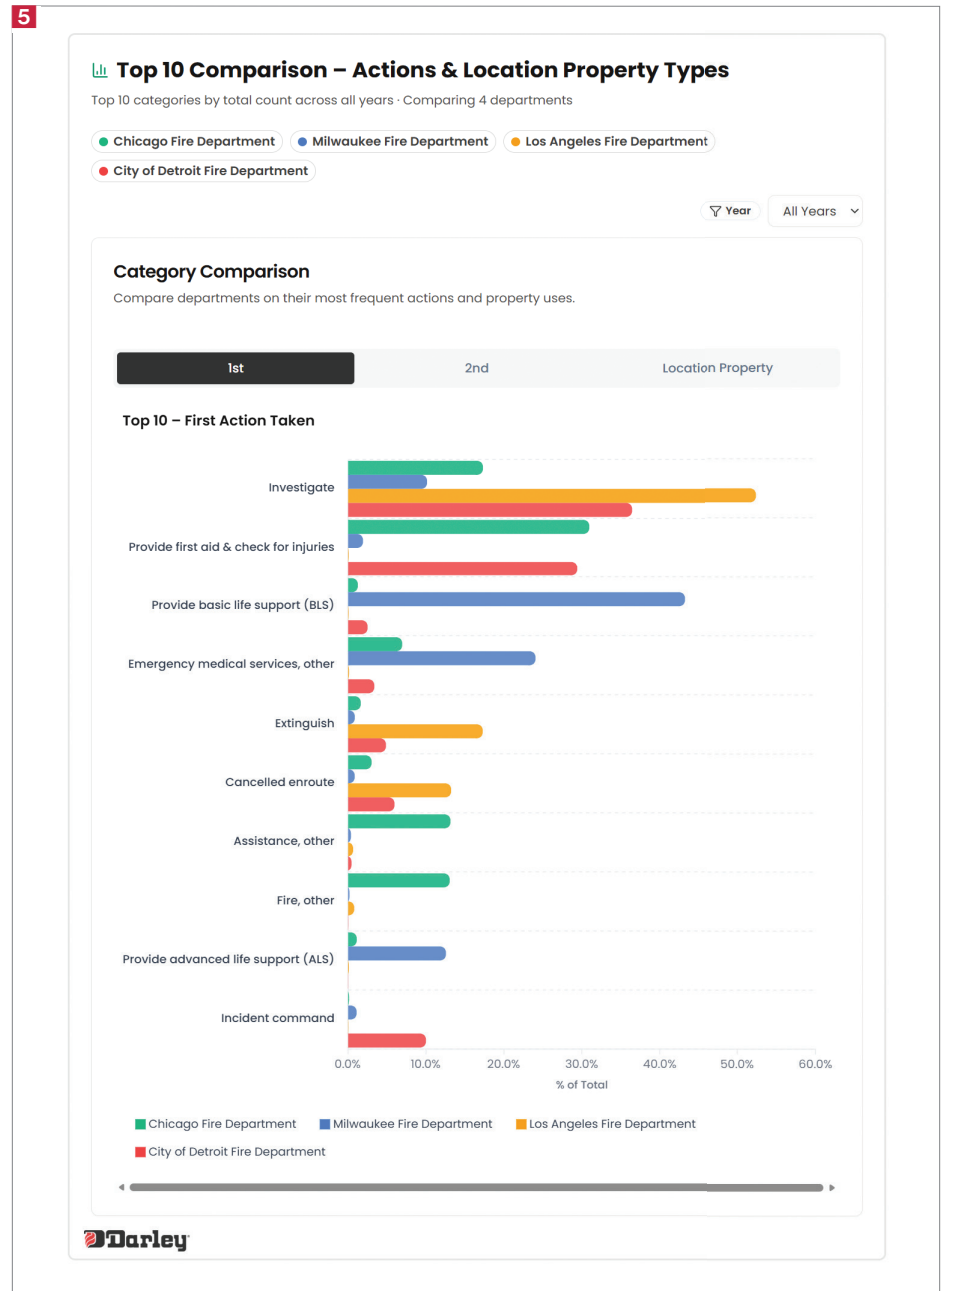 5
Top 10 Comparison – Actions & Location Property Types
Top 10 categories by total count across all years · Comparing 4 departments
Chicago Fire Department
Milwaukee Fire Department
Los Angeles Fire Department
City of Detroit Fire Department
Year
All Years
Category Comparison
Compare departments on their most frequent actions and property uses.
1st
2nd
Location Property
Top 10 – First Action Taken
Investigate
Provide first aid & check for injuries
Provide basic life support (BLS)
Emergency medical services, other
Extinguish
Cancelled enroute
Assistance, other
Fire, other
Provide advanced life support (ALS)
Incident command
0.0% 10.0% 20.0% 30.0% 40.0% 50.0% 60.0%
% of Total
Chicago Fire Department
Milwaukee Fire Department
Los Angeles Fire Department
City of Detroit Fire Department
Darley